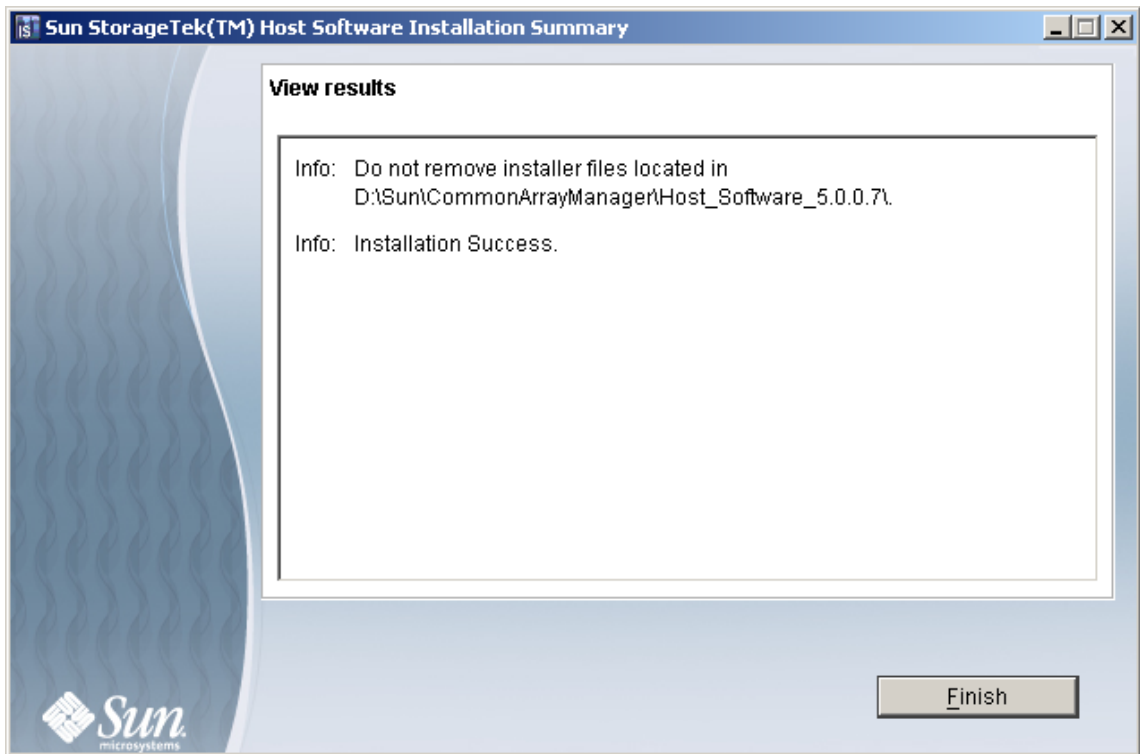 Sun StorageTek(TM) Host Software Installation Summary
View results
Info: Do not remove installer files located in
D:\Sun\CommonArrayManager\Host_Software_5.0.0.7\.
Info: Installation Success.
Finish
Sun
microsystems